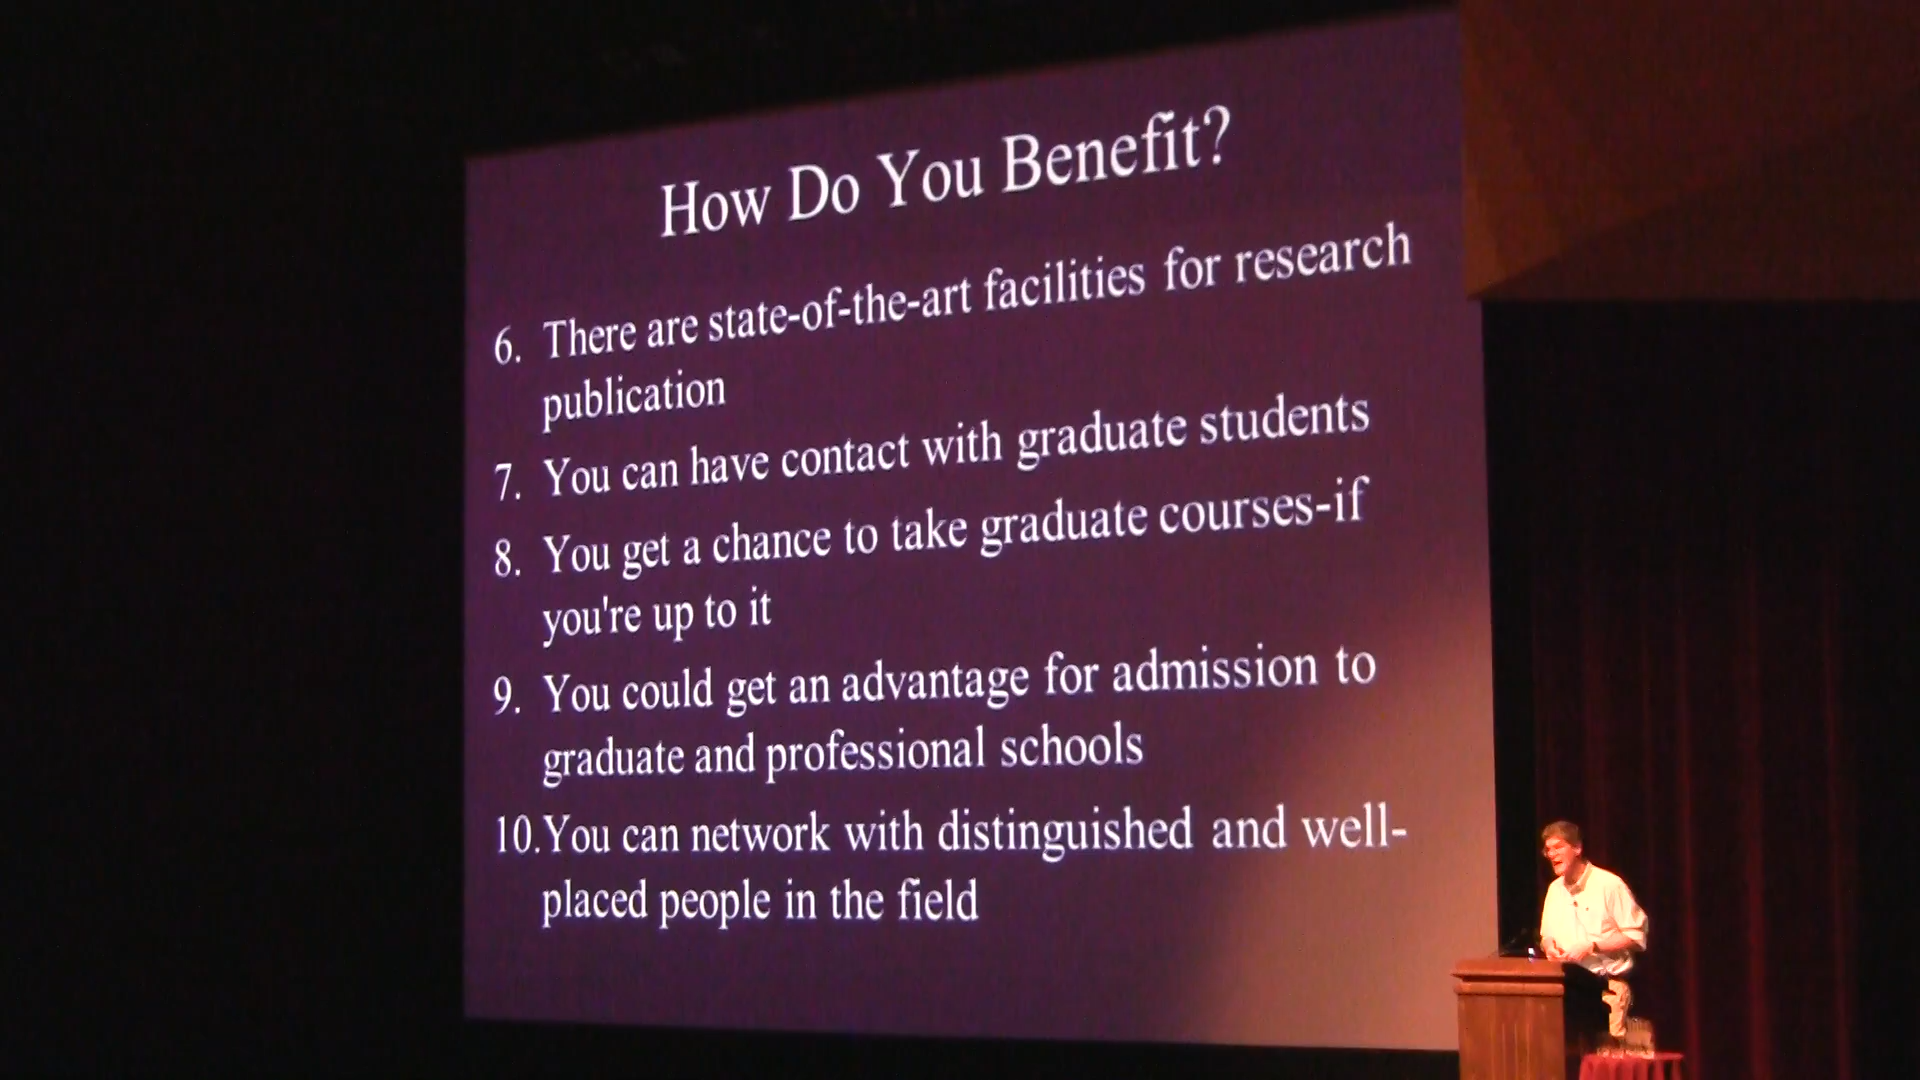 How Do You Benefit?
6. There are state-of-the-art facilities for research
publication
7. You can have contact with graduate students
8. You get a chance to take graduate courses-if
you're up to it
9. You could get an advantage for admission to
graduate and professional schools
10. You can network with distinguished and well-
placed people in the field